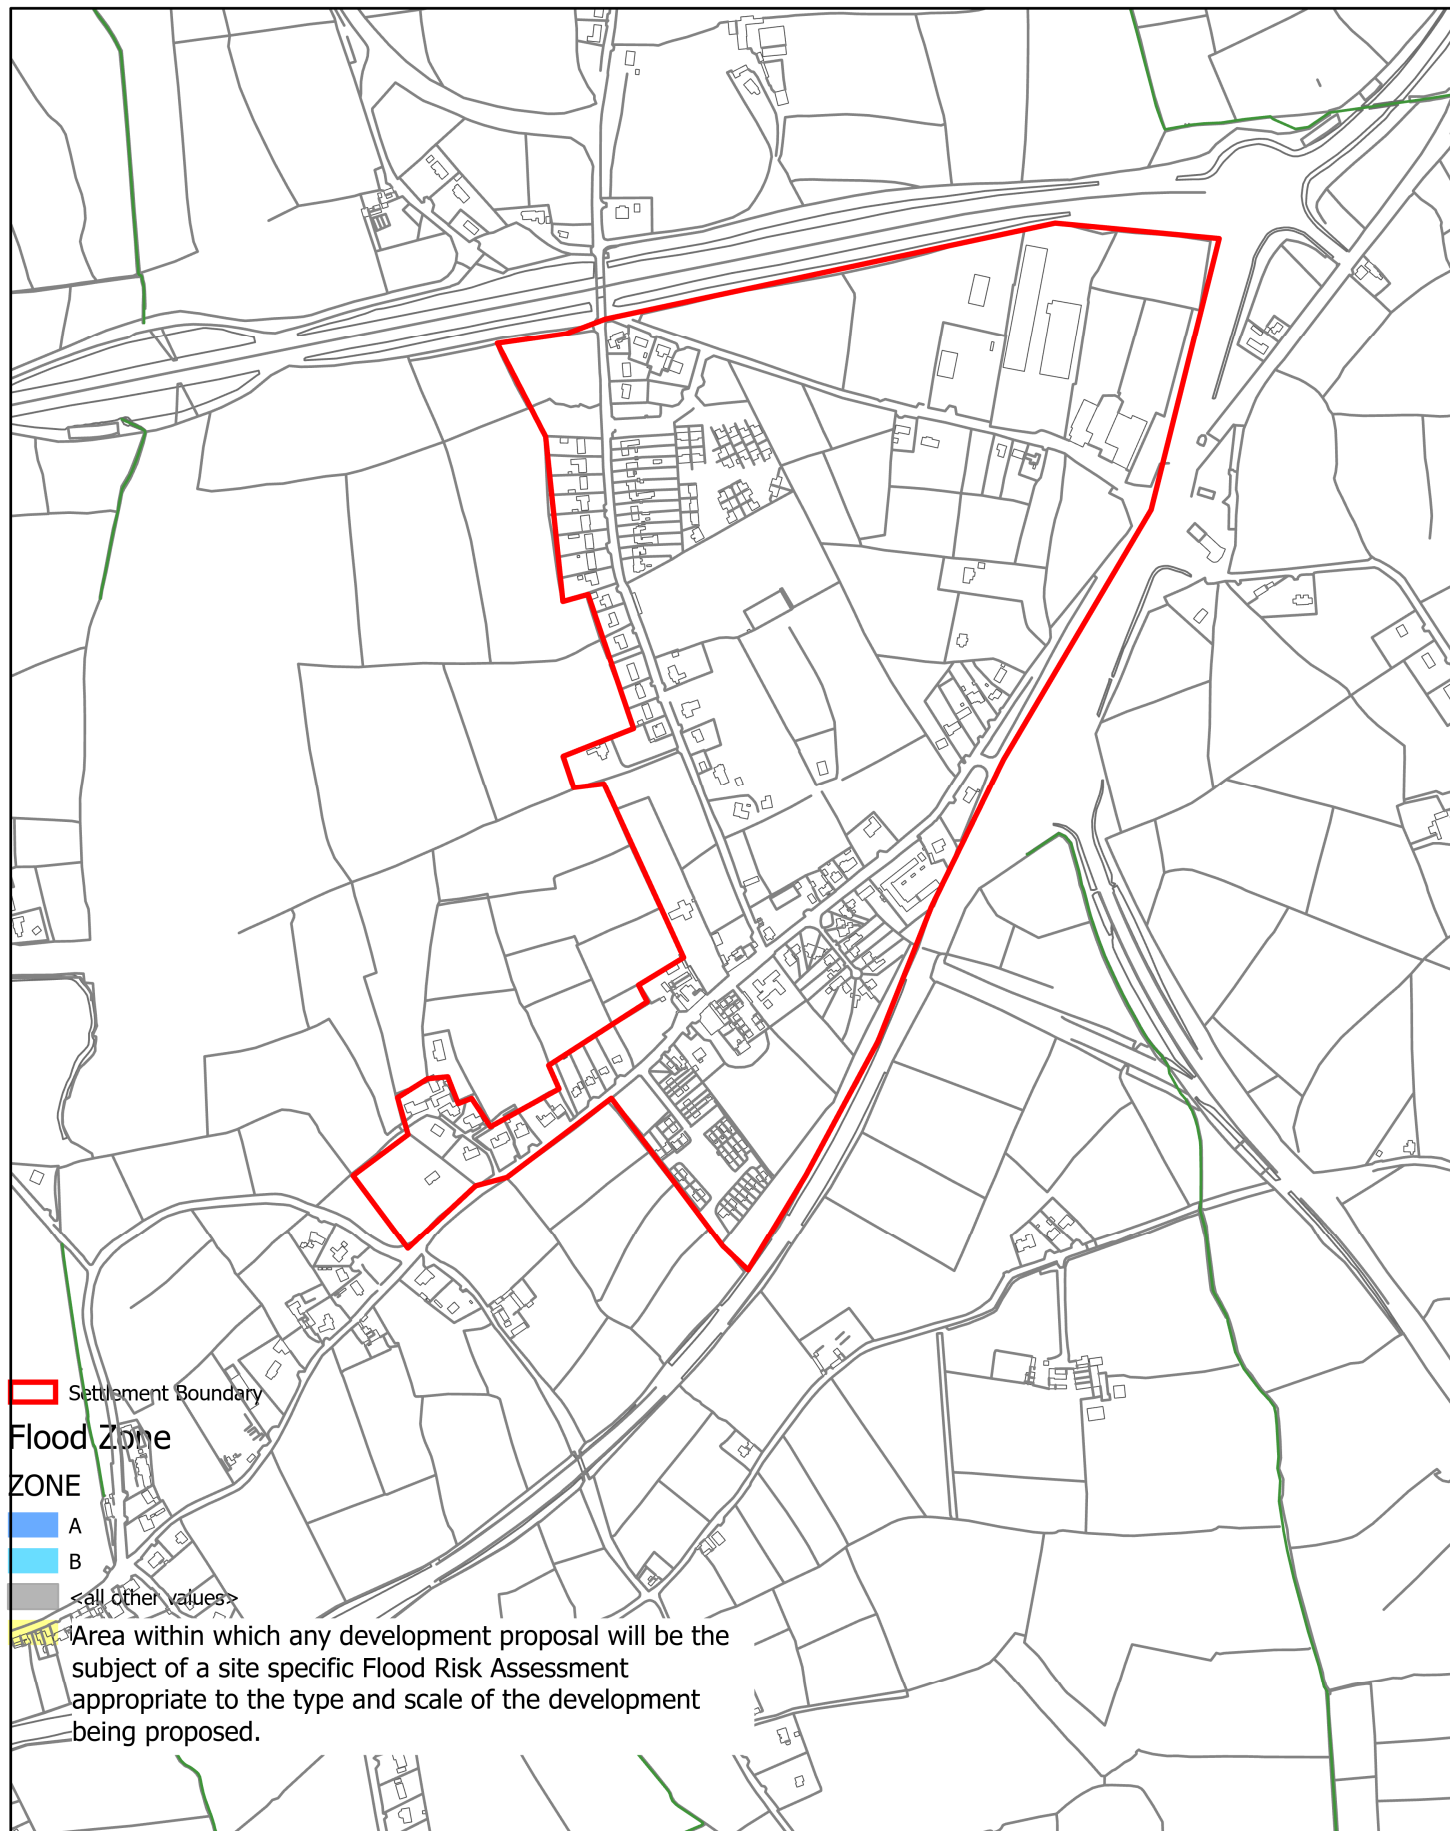 Settlement Boundary
Flood Zone
ZONE
A
B
<all other values>
Area within which any development proposal will be the
subject of a site specific Flood Risk Assessment
appropriate to the type and scale of the development
being proposed.